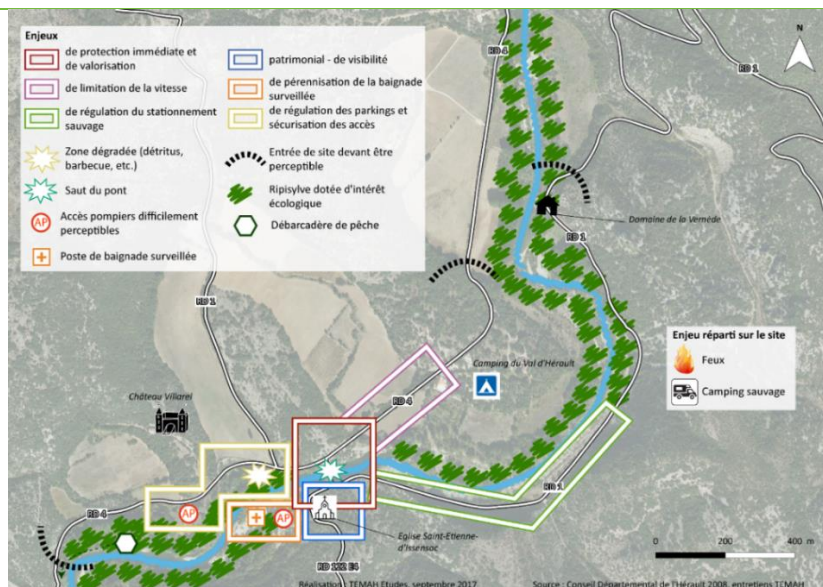 Enjeux
de protection immédiate et
de valorisation
patrimonial - de visibilité
de limitation de la vitesse
de pérennisation de la baignade
surveillée
de régulation du stationnement
sauvage
de régulation des parkings et
sécurisation des accès
Zone dégradée (détritus,
barbecue, etc.)
Entrée de site devant être
perceptible
Saut du pont
Ripisylve dotée d'intérêt
écologique
AP
Accès pompiers difficilement
perceptibles
Débarcadère de pêche
Poste de baignade surveillée
RD 4
N
RD 1
Domaine de la Vernède
RD 1
RD 1
Enjeu réparti sur le site
Feux
Camping sauvage
Camping du Val d'Hérault
Château Villarel
RD 4
RD 4
AP
AP
RD 1
Eglise Saint-Etienne-
d'Issensac
RD 122 E4
0 200 400 m
Réalisation : TEMAH Etudes, septembre 2017.
Source : Conseil Départemental de l'Hérault 2008, entretiens TEMAH